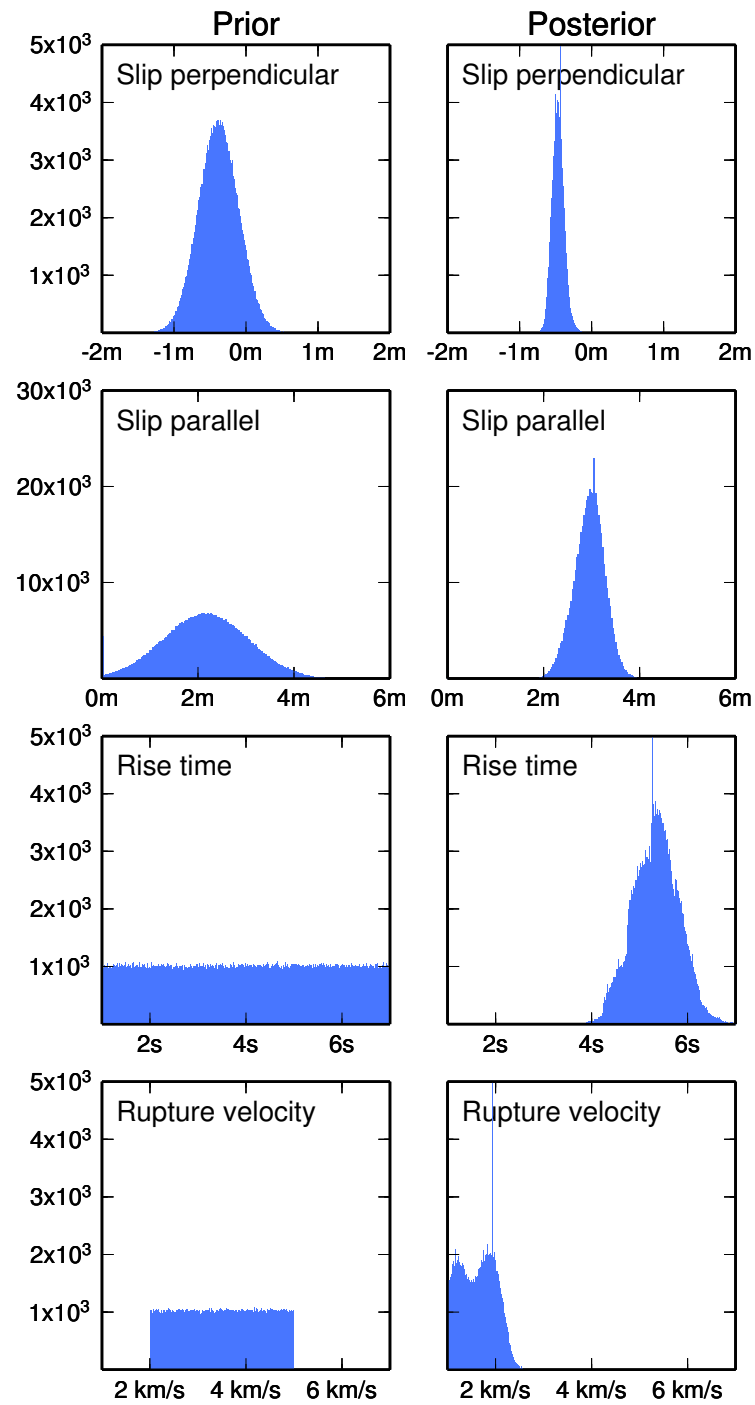 Prior Posterior
5x10³
Slip perpendicular Slip perpendicular
4x10³
3x10³
2x10³
1x10³
-2m -1m 0m 1m 2m -2m -1m 0m 1m 2m
30x10³
Slip parallel Slip parallel
20x10³
10x10³
0m 2m 4m 6m 0m 2m 4m 6m
5x10³
Rise time Rise time
4x10³
3x10³
2x10³
1x10³
2s 4s 6s 2s 4s 6s
5x10³
Rupture velocity Rupture velocity
4x10³
3x10³
2x10³
1x10³
2 km/s 4 km/s 6 km/s 2 km/s 4 km/s 6 km/s